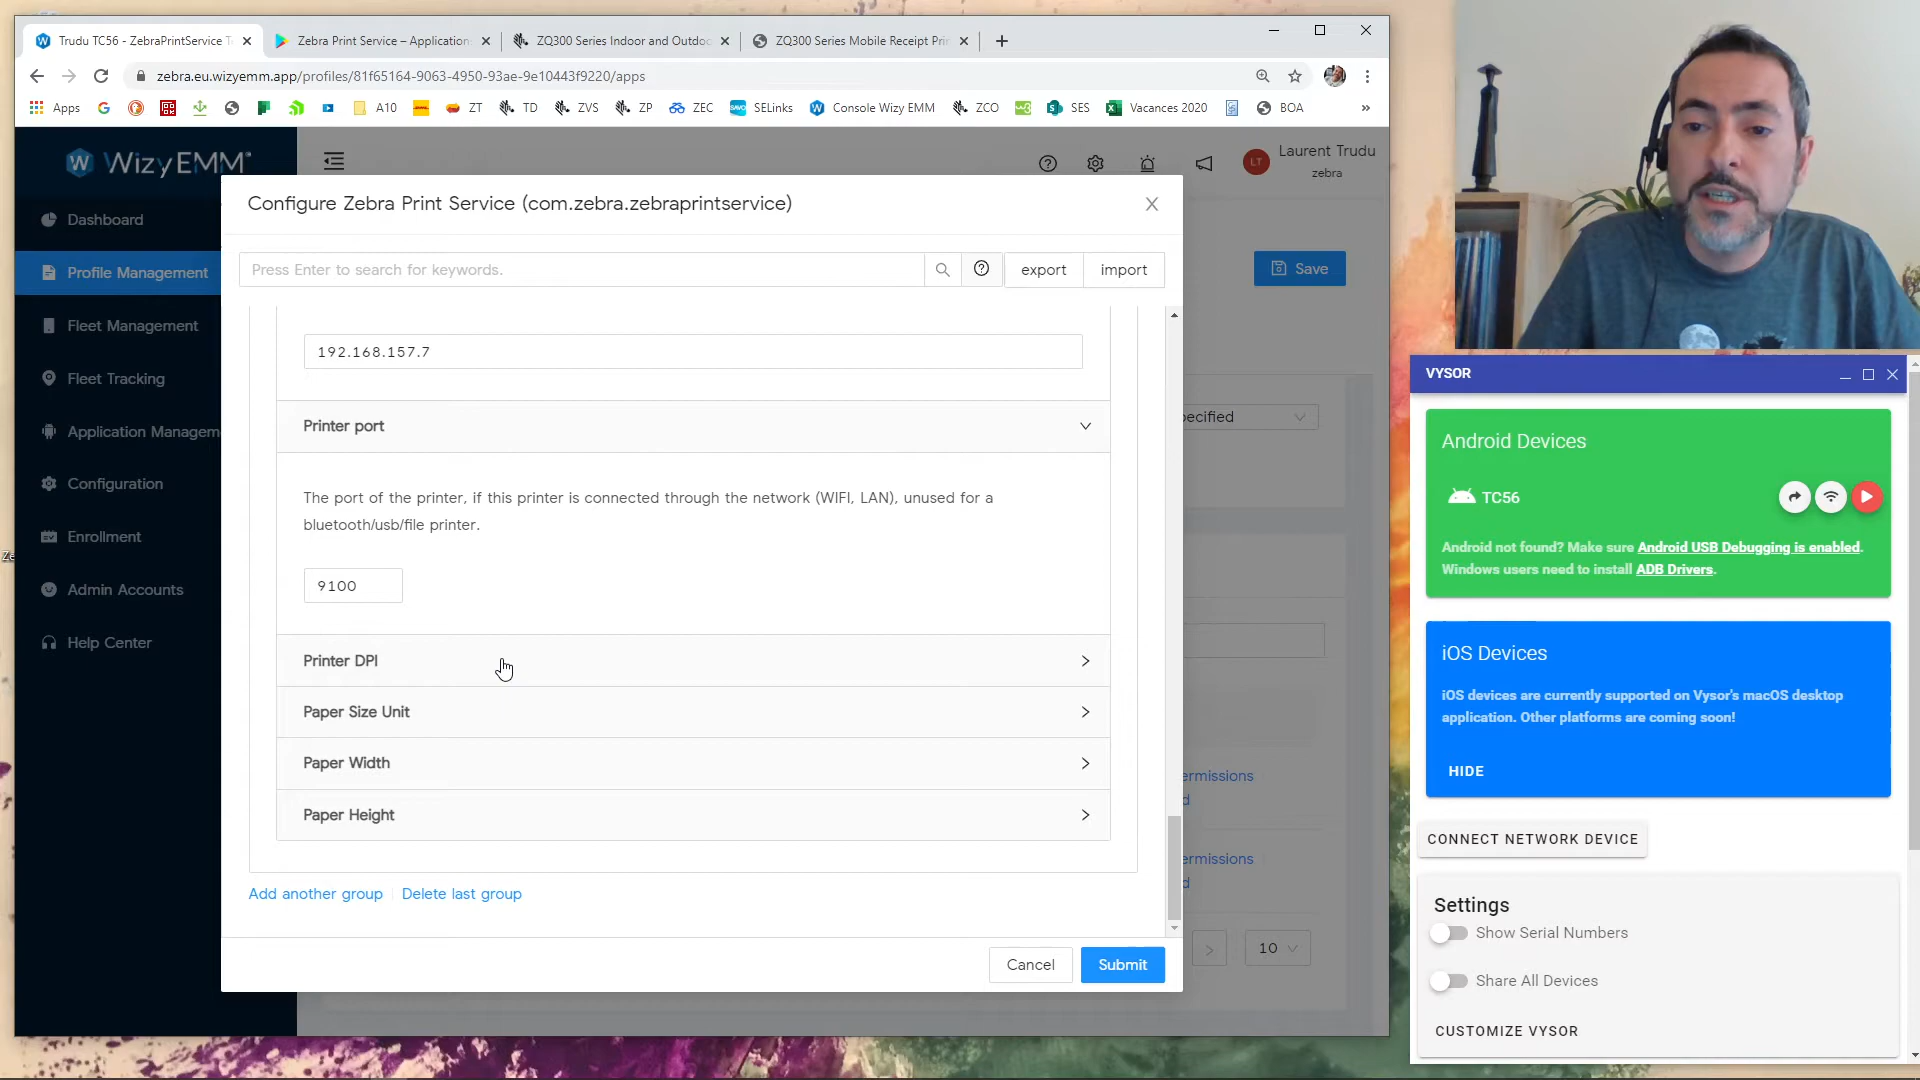 Trudu TC56 - ZebraPrintService T
Zebra Print Service – Application
ZQ300 Series Indoor and Outdo
ZQ300 Series Mobile Receipt Prin
zebra.eu.wizyemm.app/profiles/81f65164-9063-4950-93ae-9e10443f9220/apps
Apps A10 ZT TD ZVS ZP ZEC SELinks Console Wizy EMM ZCO SES Vacances 2020 BOA
WizyEMM
Laurent Trudu
zebra
LT
Dashboard
Profile Management
Fleet Management
Fleet Tracking
Application Managem
Configuration
Enrollment
Admin Accounts
Help Center
Save
Configure Zebra Print Service (com.zebra.zebraprintservice)
Press Enter to search for keywords.
export
import
192.168.157.7
Printer port
The port of the printer, if this printer is connected through the network (WIFI, LAN), unused for a
bluetooth/usb/file printer.
9100
Printer DPI
Paper Size Unit
Paper Width
Paper Height
Add another group
Delete last group
Cancel
Submit
ecified
ermissions
d
ermissions
d
10
VYSOR
Android Devices
TC56
Android not found? Make sure Android USB Debugging is enabled.
Windows users need to install ADB Drivers.
iOS Devices
iOS devices are currently supported on Vysor's macOS desktop
application. Other platforms are coming soon!
HIDE
CONNECT NETWORK DEVICE
Settings
Show Serial Numbers
Share All Devices
CUSTOMIZE VYSOR